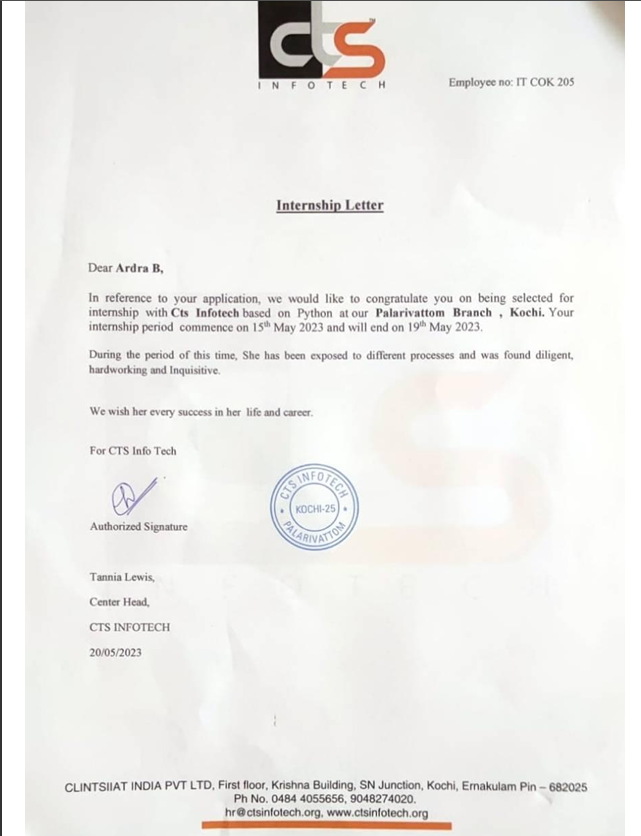 cts
INFOTECH
Employee no: IT COK 205
Internship Letter
Dear Ardra B,
In reference to your application, we would like to congratulate you on being selected for
internship with Cts Infotech based on Python at our Palarivattom Branch , Kochi. Your
internship period commence on 15th May 2023 and will end on 19th May 2023.
During the period of this time, She has been exposed to different processes and was found diligent,
hardworking and Inquisitive.
We wish her every success in her life and career.
For CTS Info Tech
CTS INFOTECH
KOCHI-25
PALARIVATTOM
Authorized Signature
Tannia Lewis,
Center Head,
CTS INFOTECH
20/05/2023
CLINTSIIAT INDIA PVT LTD, First floor, Krishna Building, SN Junction, Kochi, Ernakulam Pin – 682025
Ph No. 0484 4055656, 9048274020.
hr@ctsinfotech.org, www.ctsinfotech.org